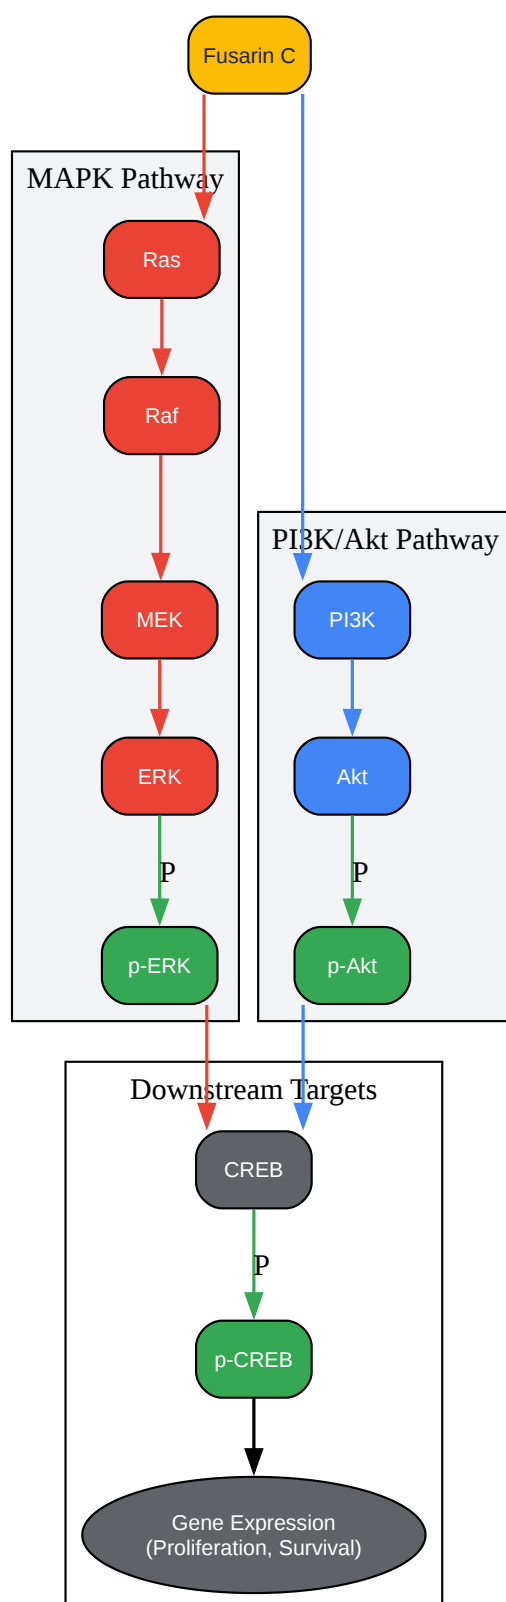 Fusarin C
MAPK Pathway
Ras
Raf
MEK
ERK
P
p-ERK
PI3K/Akt Pathway
PI3K
Akt
P
p-Akt
Downstream Targets
CREB
P
p-CREB
Gene Expression
(Proliferation, Survival)